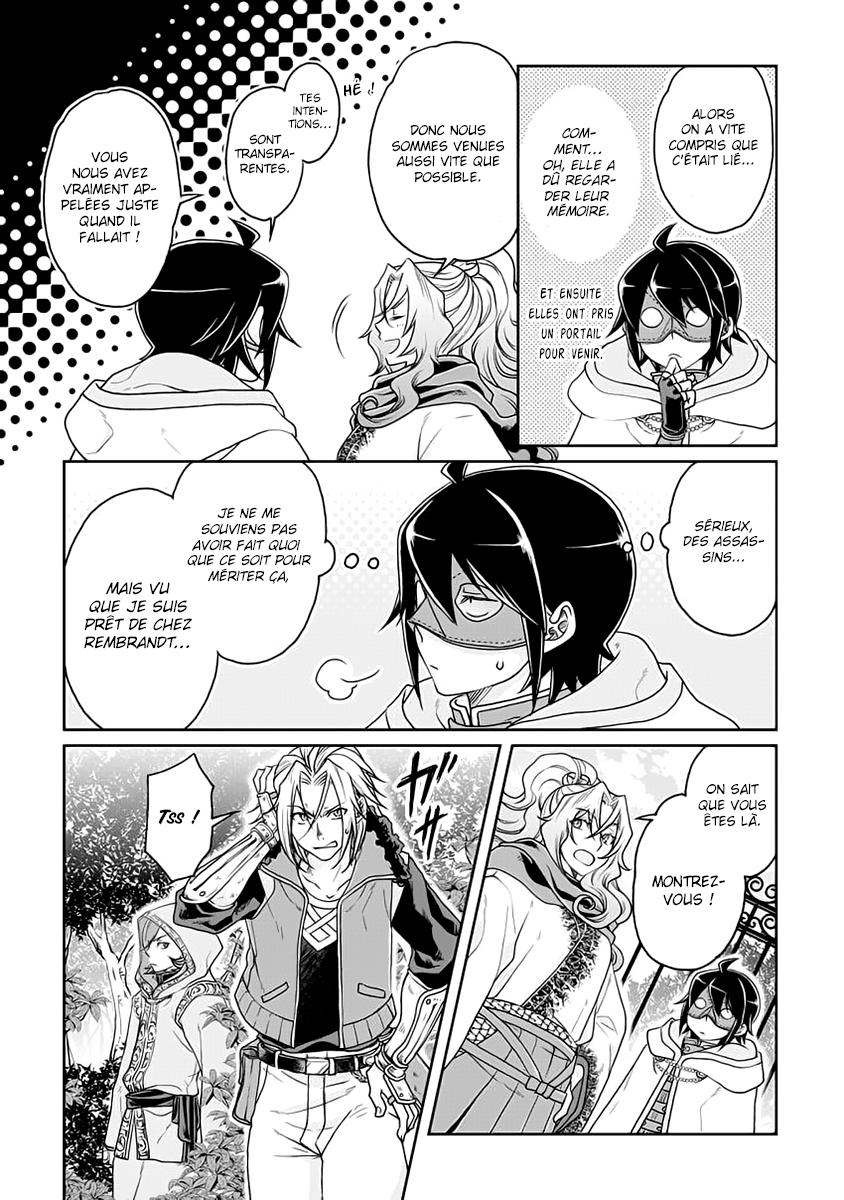 ALORS
ON A VITE
COMPRIS QUE
C'ÉTAIT LIÉ...
COM-
MENT...
OH, ELLE A
DÛ REGAR-
DER LEUR
MÉMOIRE.
ET ENSUITE
ELLES ONT PRIS
UN PORTAIL
POUR VENIR.
DONC NOUS
SOMMES VENUES
AUSSI VITE QUE
POSSIBLE.
HÊ !
TES
INTEN-
TIONS...
SONT
TRANSPA-
RENTES.
VOUS
NOUS AVEZ
VRAIMENT AP-
PELÉES JUSTE
QUAND IL
FALLAIT !
SÉRIEUX,
DES ASSAS-
SINS...
JE NE ME
SOUVIENS PAS
AVOIR FAIT QUOI
QUE CE SOIT POUR
MÉRITER ÇA,
MAIS VU
QUE JE SUIS
PRÊT DE CHEZ
REMBRANDT...
ON SAIT
QUE VOUS
ÊTES LÀ.
MONTREZ-
VOUS !
ガッ
TSS !